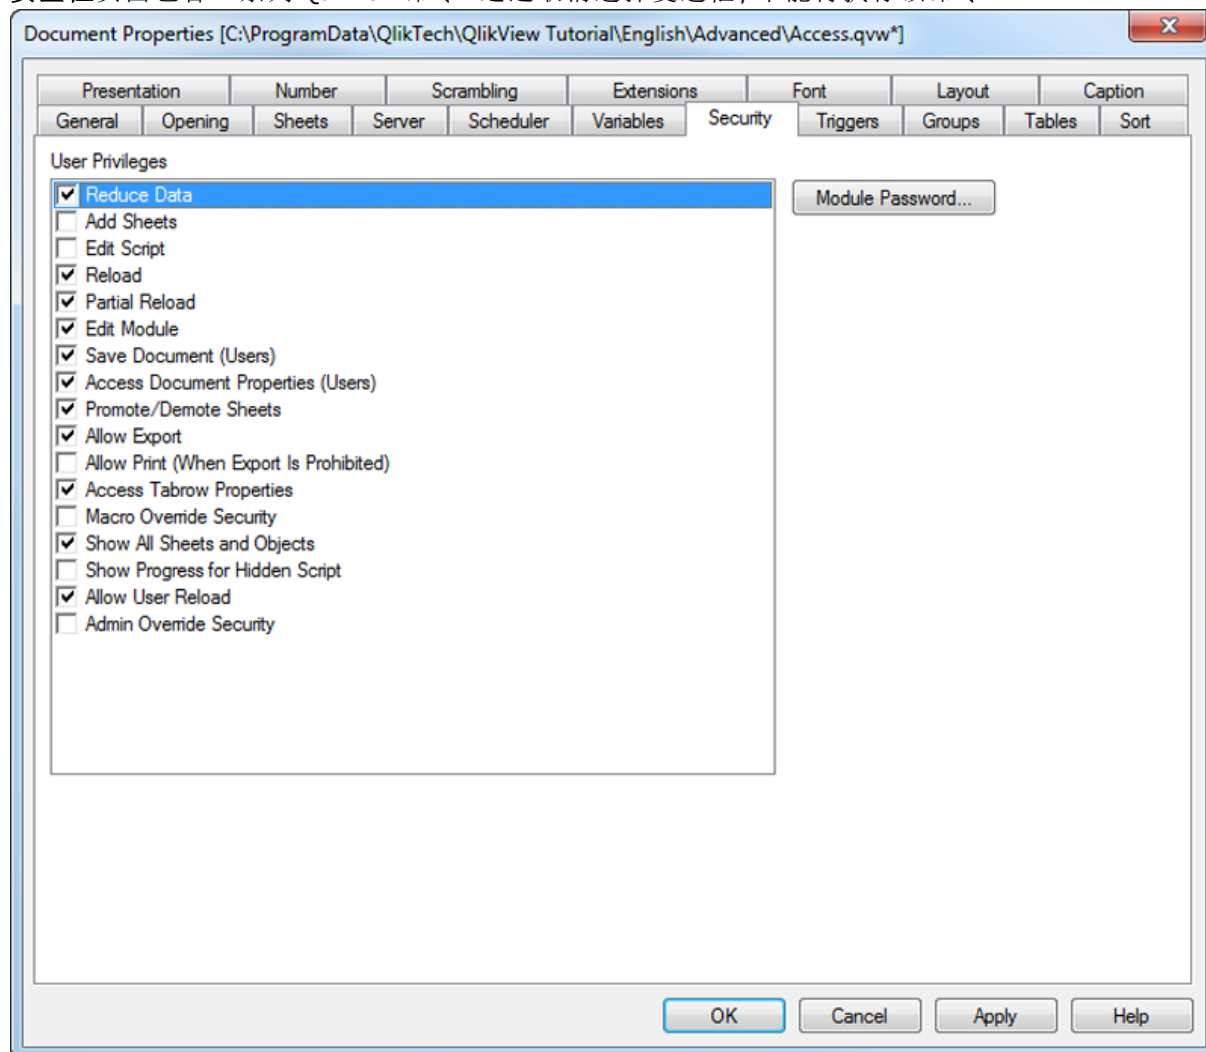 Document Properties [C:\ProgramData\QlikTech\QlikView Tutorial\English\Advanced\Access.qvw*]
Presentation Number Scrambling Extensions Font Layout Caption
General Opening Sheets Server Scheduler Variables Security Triggers Groups Tables Sort
User Privileges
Reduce Data
Module Password...
Add Sheets
Edit Script
Reload
Partial Reload
Edit Module
Save Document (Users)
Access Document Properties (Users)
Promote/Demote Sheets
Allow Export
Allow Print (When Export Is Prohibited)
Access Tabrow Properties
Macro Override Security
Show All Sheets and Objects
Show Progress for Hidden Script
Allow User Reload
Admin Override Security
OK Cancel Apply Help